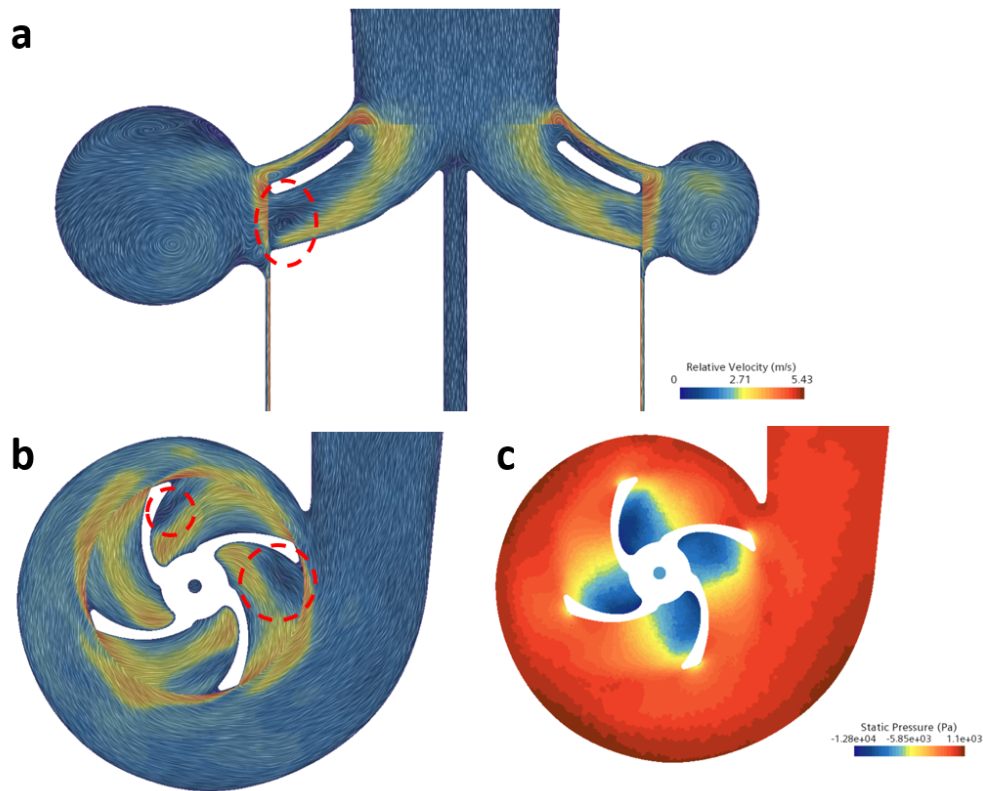 a
Relative Velocity (m/s)
0 2.71 5.43
b
c
Static Pressure (Pa)
-1.28e+04 -5.85e+03 1.1e+03